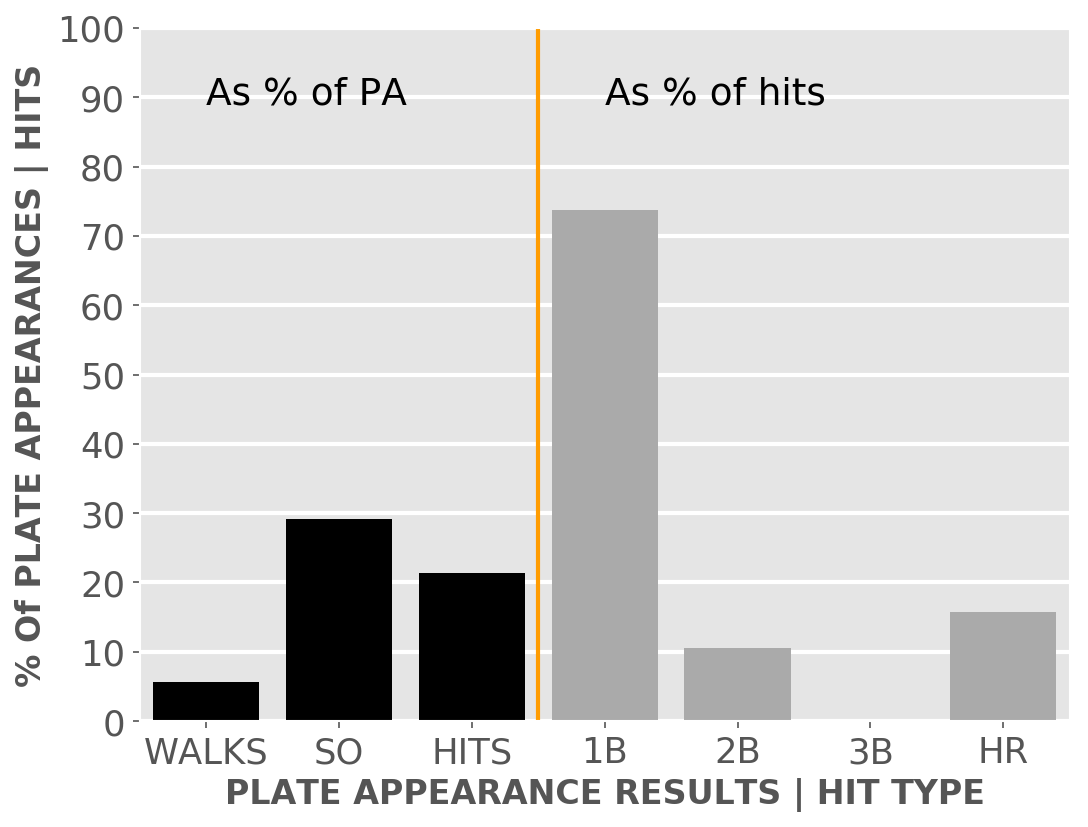 % Of PLATE APPEARANCES | HITS
100
90
80
70
60
50
40
30
20
10
0
As % of PA
As % of hits
WALKS SO HITS 1B 2B 3B HR
PLATE APPEARANCE RESULTS | HIT TYPE